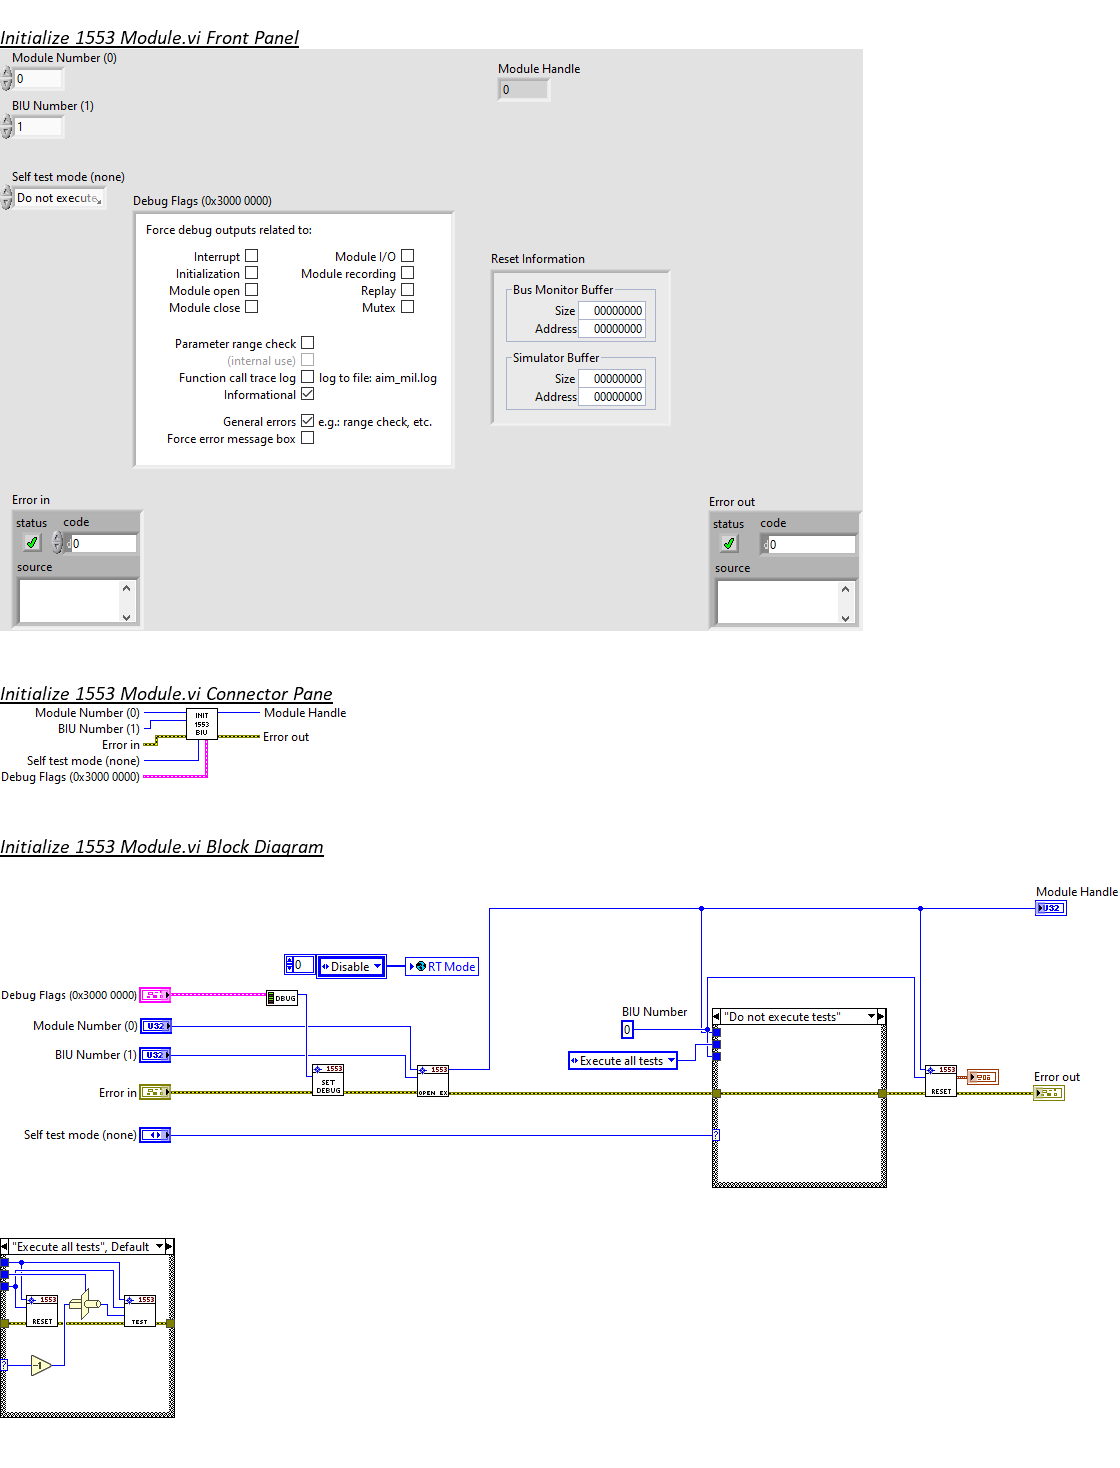 Initialize 1553 Module.vi Front Panel
Module Number (0)
0
Module Handle
0
BIU Number (1)
1
Self test mode (none)
Do not execute
Debug Flags (0x3000 0000)
Force debug outputs related to:
Interrupt
Module I/O
Initialization
Module recording
Module open
Replay
Module close
Mutex
Parameter range check
(internal use)
Function call trace log
log to file: aim_mil.log
Informational
General errors
e.g.: range check, etc.
Force error message box
Reset Information
Bus Monitor Buffer
Size 00000000
Address 00000000
Simulator Buffer
Size 00000000
Address 00000000
Error in
status code
d 0
source
Error out
status code
d 0
source
Initialize 1553 Module.vi Connector Pane
Module Number (0)
BIU Number (1)
Error in
Self test mode (none)
Debug Flags (0x3000 0000)
INIT
1553
BIU
Module Handle
Error out
Initialize 1553 Module.vi Block Diagram
Module Handle
U32
0
Disable
RT Mode
Debug Flags (0x3000 0000)
DBUG
Module Number (0)
U32
BIU Number (1)
U32
Error in
1553
SET
DEBUG
1553
OPEN EX
Self test mode (none)
BIU Number
0
Execute all tests
"Do not execute tests"
?
1553
RESET
Error out
"Execute all tests", Default
1553
RESET
1553
TEST
?
-1